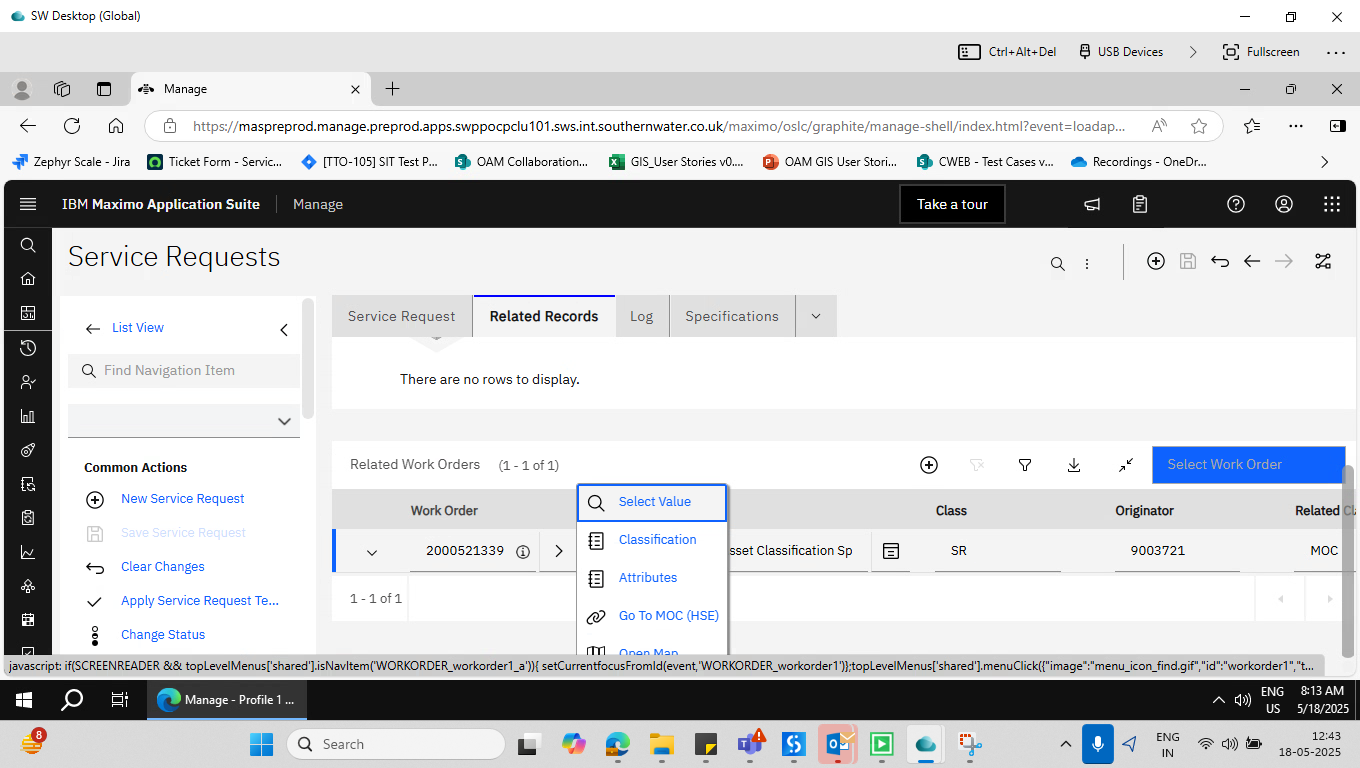 SW Desktop (Global)
Ctrl+Alt+Del
USB Devices
Fullscreen
Manage
https://maspreprod.manage.preprod.apps.swppocpclu101.sws.int.southernwater.co.uk/maximo/oslc/graphite/manage-shell/index.html?event=loadap...
Zephyr Scale - Jira
Ticket Form - Servic...
[TTO-105] SIT Test P...
OAM Collaboration...
GIS_User Stories v0....
OAM GIS User Stori...
CWEB - Test Cases v...
Recordings - OneDr...
IBM Maximo Application Suite
Manage
Take a tour
Service Requests
List View
Find Navigation Item
Common Actions
New Service Request
Save Service Request
Clear Changes
Apply Service Request Te...
Change Status
Service Request
Related Records
Log
Specifications
There are no rows to display.
Related Work Orders (1 - 1 of 1)
Select Work Order
Work Order
Class
Originator
Related Cl
2000521339
sset Classification Sp
SR
9003721
MOC
1 - 1 of 1
Select Value
Classification
Attributes
Go To MOC (HSE)
Open Map
javascript: if(SCREENREADER && topLevelMenus['shared'].isNavItem('WORKORDER_workorder1_a')){ setCurrentfocusFromId(event,'WORKORDER_workorder1')};topLevelMenus['shared'].menuClick({"image":"menu_icon_find.gif","id":"workorder1","t...
Manage - Profile 1 ...
ENG
US
8:13 AM
5/18/2025
8
Search
ENG
IN
12:43
18-05-2025